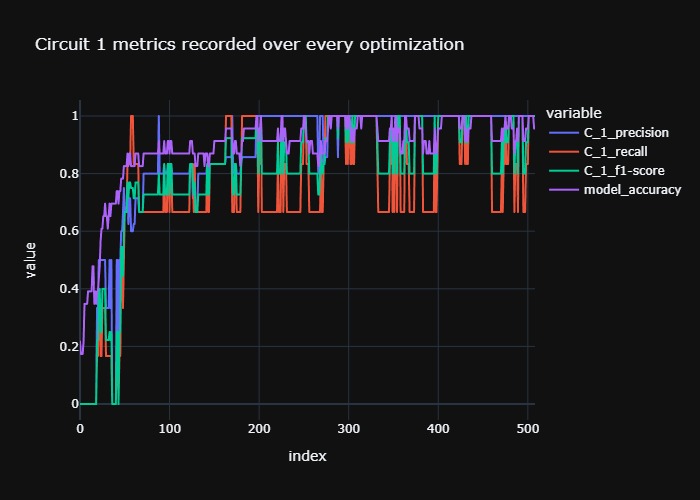 Circuit 1 metrics recorded over every optimization
variable
C_1_precision
C_1_recall
C_1_f1-score
model_accuracy
value
1
0.8
0.6
0.4
0.2
0
0 100 200 300 400 500
index